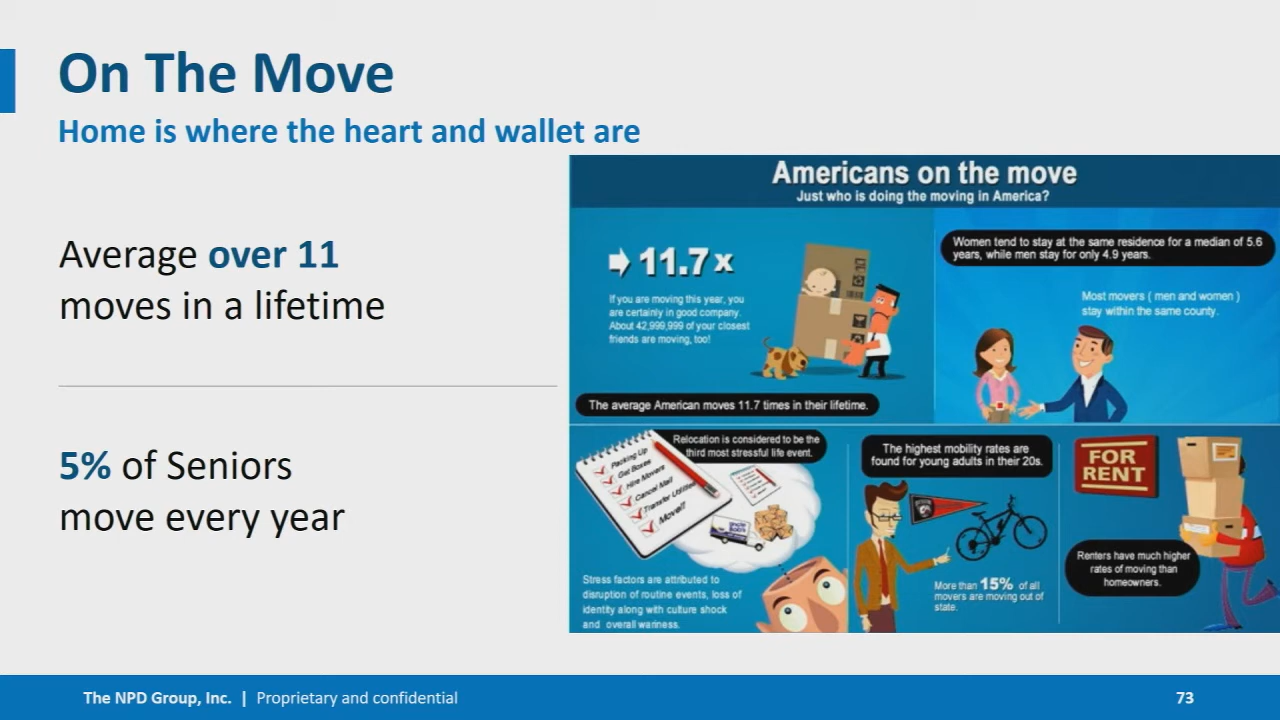 On The Move
Home is where the heart and wallet are
Average over 11
moves in a lifetime
5% of Seniors
move every year
Americans on the move
Just who is doing the moving in America?
11.7 x
If you are moving this year, you
are certainly in good company.
About 42,999,999 of your closest
friends are moving, too!
The average American moves 11.7 times in their lifetime.
Women tend to stay at the same residence for a median of 5.6
years, while men stay for only 4.9 years.
Most movers ( men and women )
stay within the same county.
Relocation is considered to be the
third most stressful life event.
Packing Up
Get Boxes
Hire Movers
Cancel Mail
Transfer Utilities
Move!!
Stress factors are attributed to
disruption of routine events, loss of
identity along with culture shock
and overall wariness.
The highest mobility rates are
found for young adults in their 20s.
More than 15% of all
movers are moving out of
state.
FOR
RENT
Renters have much higher
rates of moving than
homeowners.
The NPD Group, Inc. | Proprietary and confidential
73